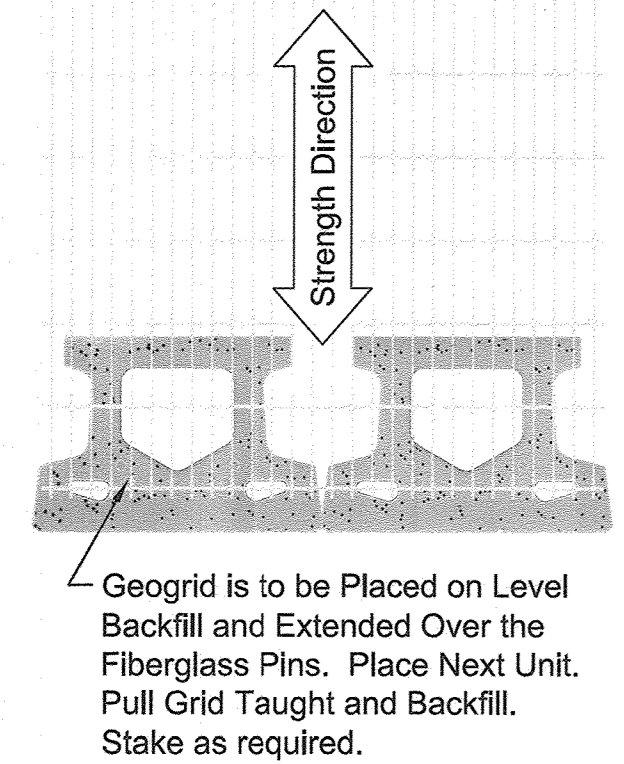 Strength Direction
Geogrid is to be Placed on Level
Backfill and Extended Over the
Fiberglass Pins.  Place Next Unit.
Pull Grid Taught and Backfill.
Stake as required.